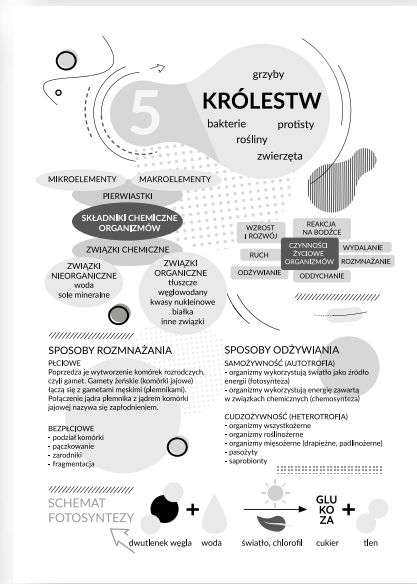 5
grzyby
KRÓLESTW
bakterie protisty
rośliny
zwierzęta
MIKROELEMENTY MAKROELEMENTY
PIERWIASTKI
SKŁADNIKI CHEMICZNE
ORGANIZMÓW
ZWIĄZKI CHEMICZNE
ZWIĄZKI
NIEORGANICZNE
woda
sole mineralne
ZWIĄZKI
ORGANICZNE
tłuszcze
węglowodany
kwasy nukleinowe
białka
inne związki
WZROST
I ROZWÓJ
REAKCJA
NA BODŹCE
RUCH
CZYNNOŚCI
ŻYCIOWE
ORGANIZMÓW
WYDALANIE
ROZMNAŻANIE
ODŻYWIANIE
ODDYCHANIE
SPOSOBY ROZMNAŻANIA
PŁCIOWE
Poprzedza je wytworzenie komórek rozrodczych,
czyli gamet. Gamety żeńskie (komórki jajowe)
łączą się z gametami męskimi (plemnikami).
Połączenie jądra plemnika z jądrem komórki
jajowej nazywa się zapłodnieniem.
BEZPŁCIOWE
- podział komórki
- pączkowanie
- zarodniki
- fragmentacja
SPOSOBY ODŻYWIANIA
SAMOŻYWNOŚĆ (AUTOTROFIA)
- organizmy wykorzystują światło jako źródło
energii (fotosynteza)
- organizmy wykorzystują energię zawartą
w związkach chemicznych (chemosynteza)
CUDZOŻYWNOŚĆ (HETEROTROFIA)
- organizmy wszystkożerne
- organizmy roślinożerne
- organizmy mięsożerne (drapieżne, padlinożerne)
- pasożyty
- saprobionty
SCHEMAT
FOTOSYNTEZY
+
GLU
KO
ZA
+
dwutlenek węgla woda światło, chlorofil cukier tlen